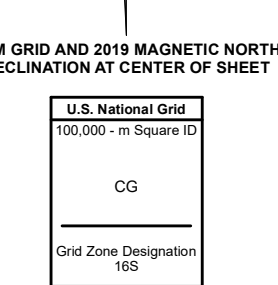 M GRID AND 2019 MAGNETIC NORTH
ECLINATION AT CENTER OF SHEET
U.S. National Grid
100,000 - m Square ID
CG
Grid Zone Designation
16S